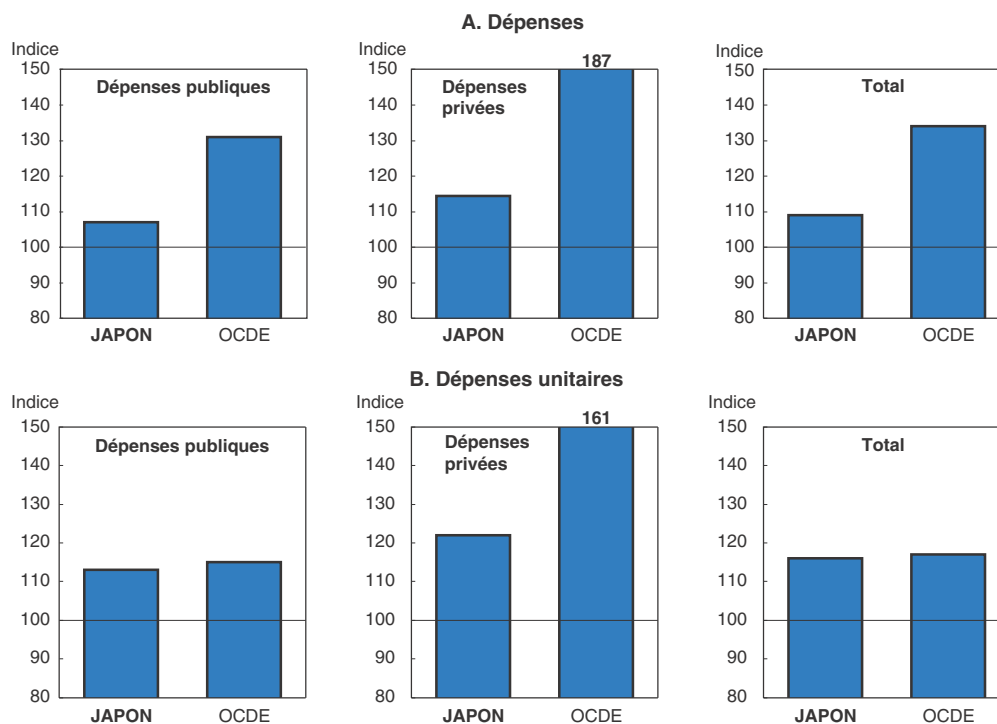 A. Dépenses
Indice
Dépenses publiques
150
140
130
120
110
100
90
80
JAPON OCDE
Indice
187
Dépenses
privées
150
140
130
120
110
100
90
80
JAPON OCDE
Indice
Total
150
140
130
120
110
100
90
80
JAPON OCDE
B. Dépenses unitaires
Indice
Dépenses publiques
150
140
130
120
110
100
90
80
JAPON OCDE
Indice
161
Dépenses
privées
150
140
130
120
110
100
90
80
JAPON OCDE
Indice
Total
150
140
130
120
110
100
90
80
JAPON OCDE